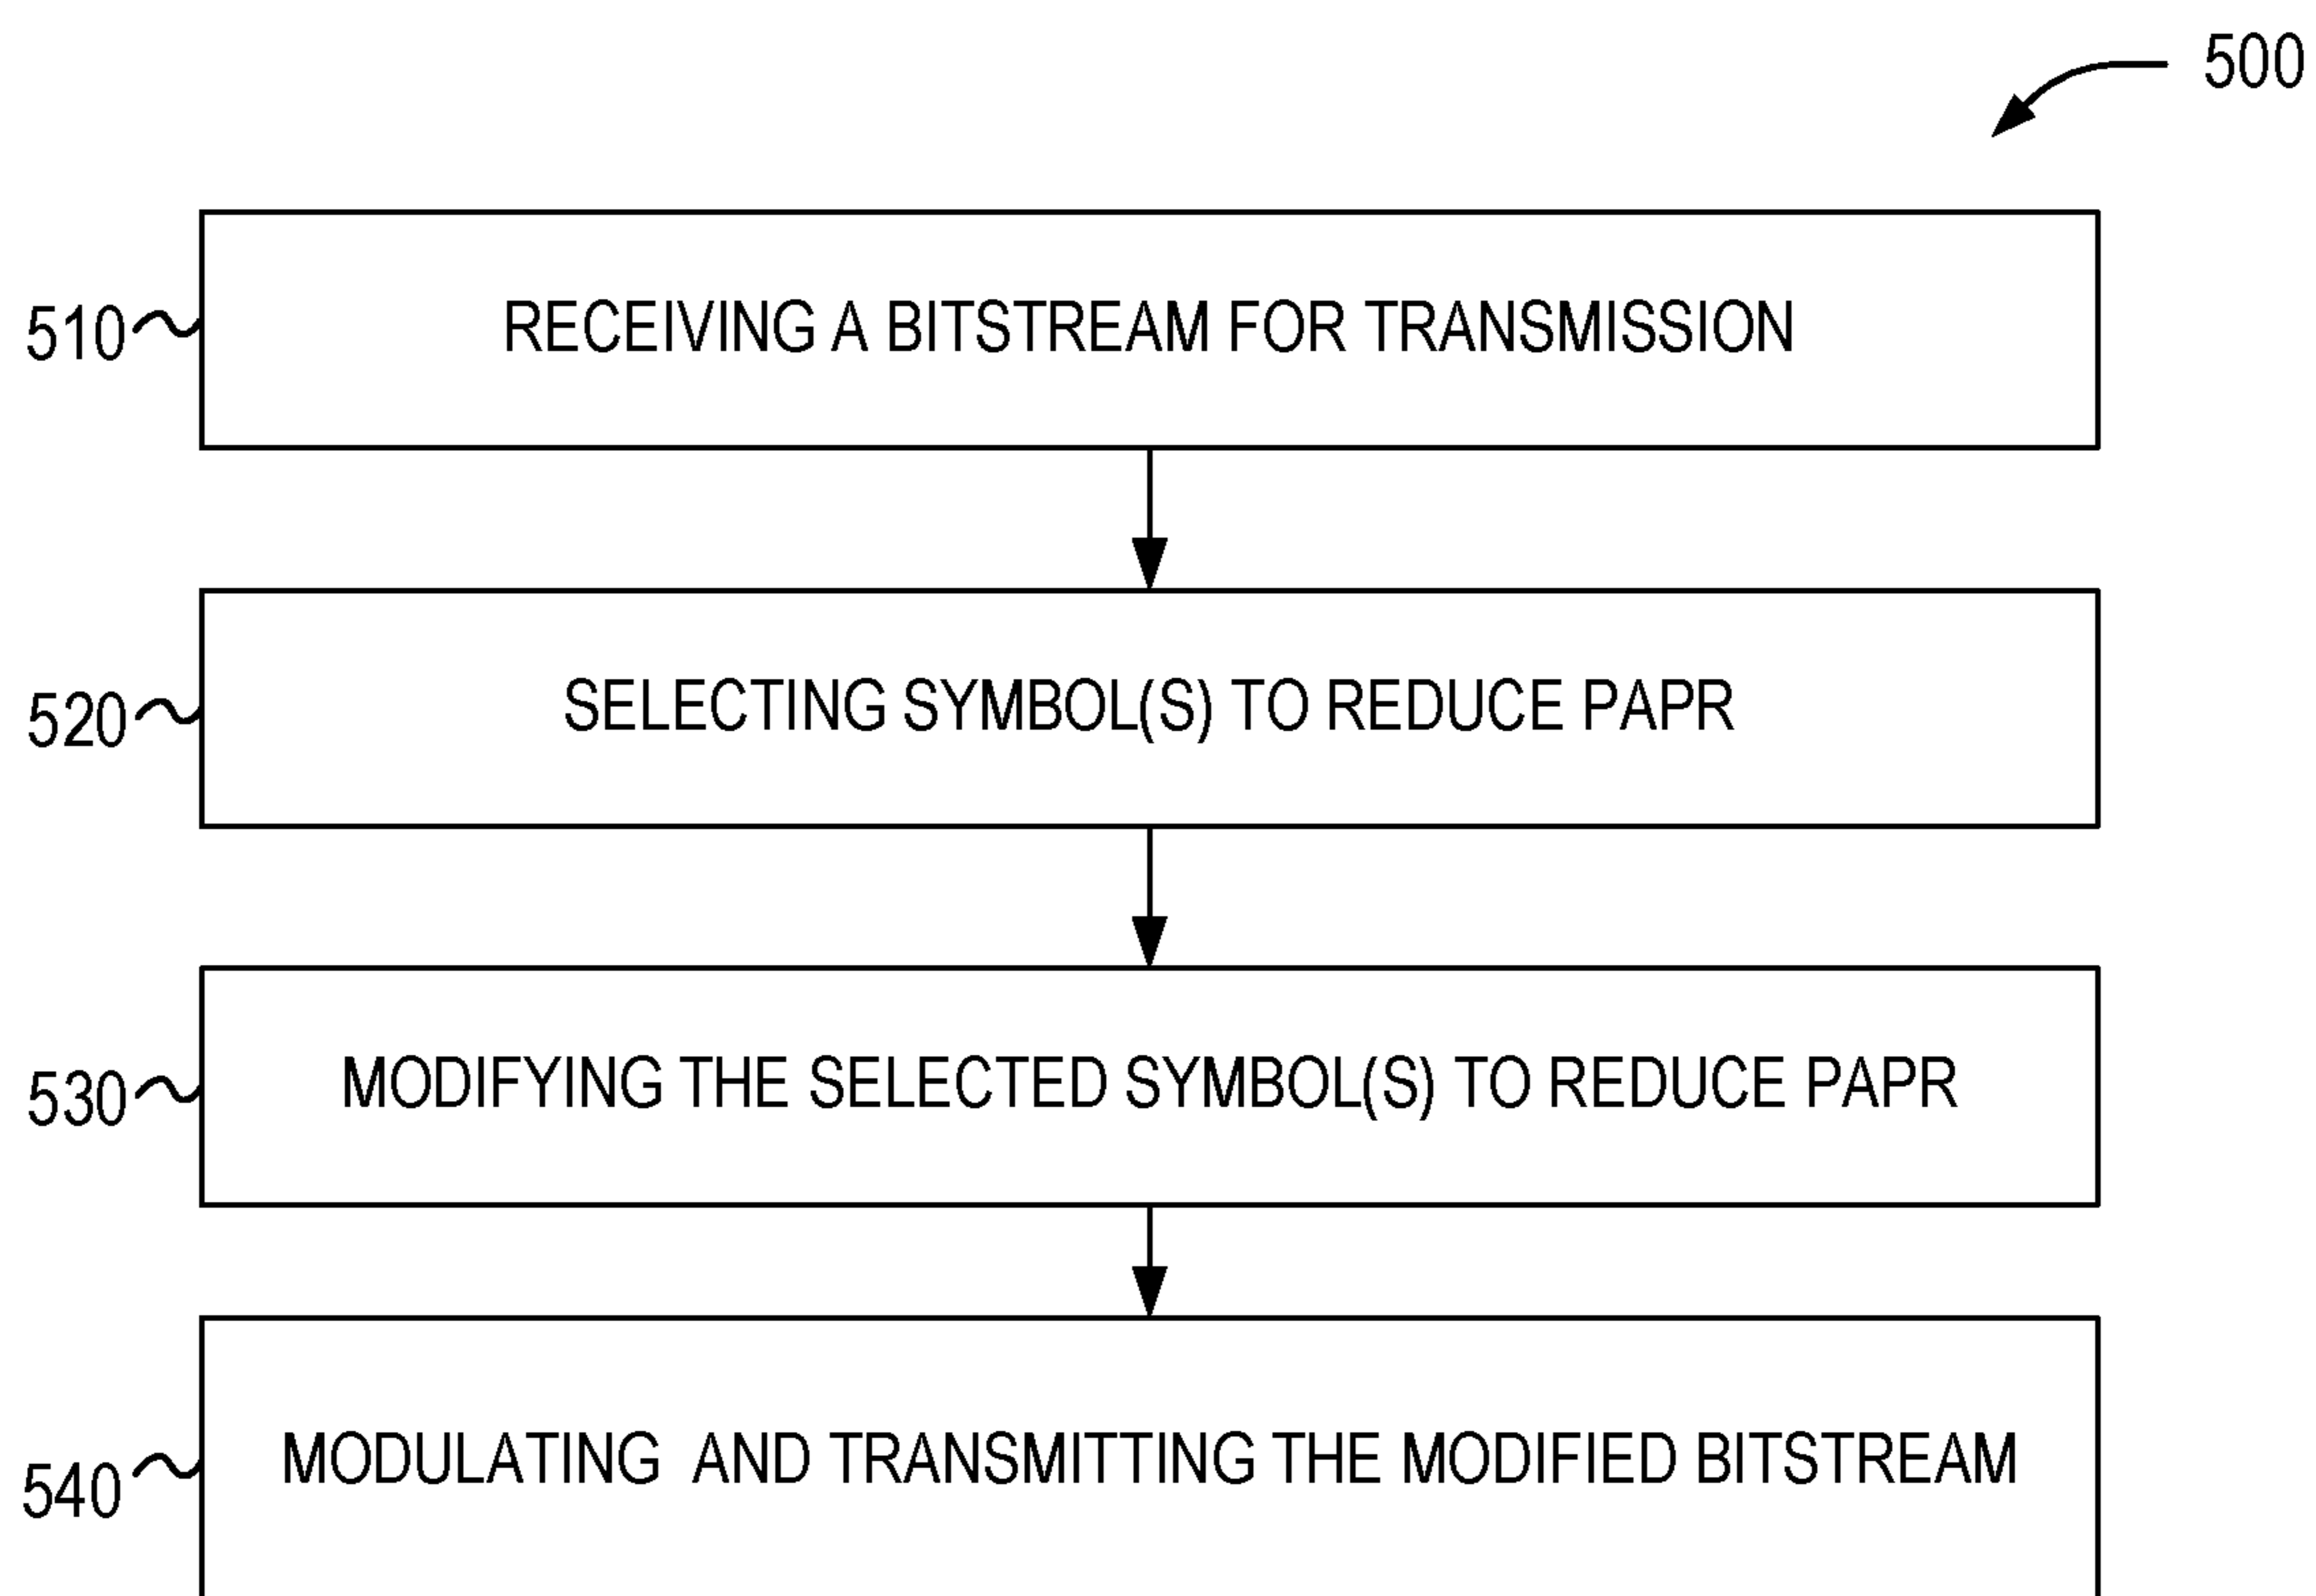 500
510 RECEIVING A BITSTREAM FOR TRANSMISSION
520 SELECTING SYMBOL(S) TO REDUCE PAPR
530 MODIFYING THE SELECTED SYMBOL(S) TO REDUCE PAPR
540 MODULATING AND TRANSMITTING THE MODIFIED BITSTREAM